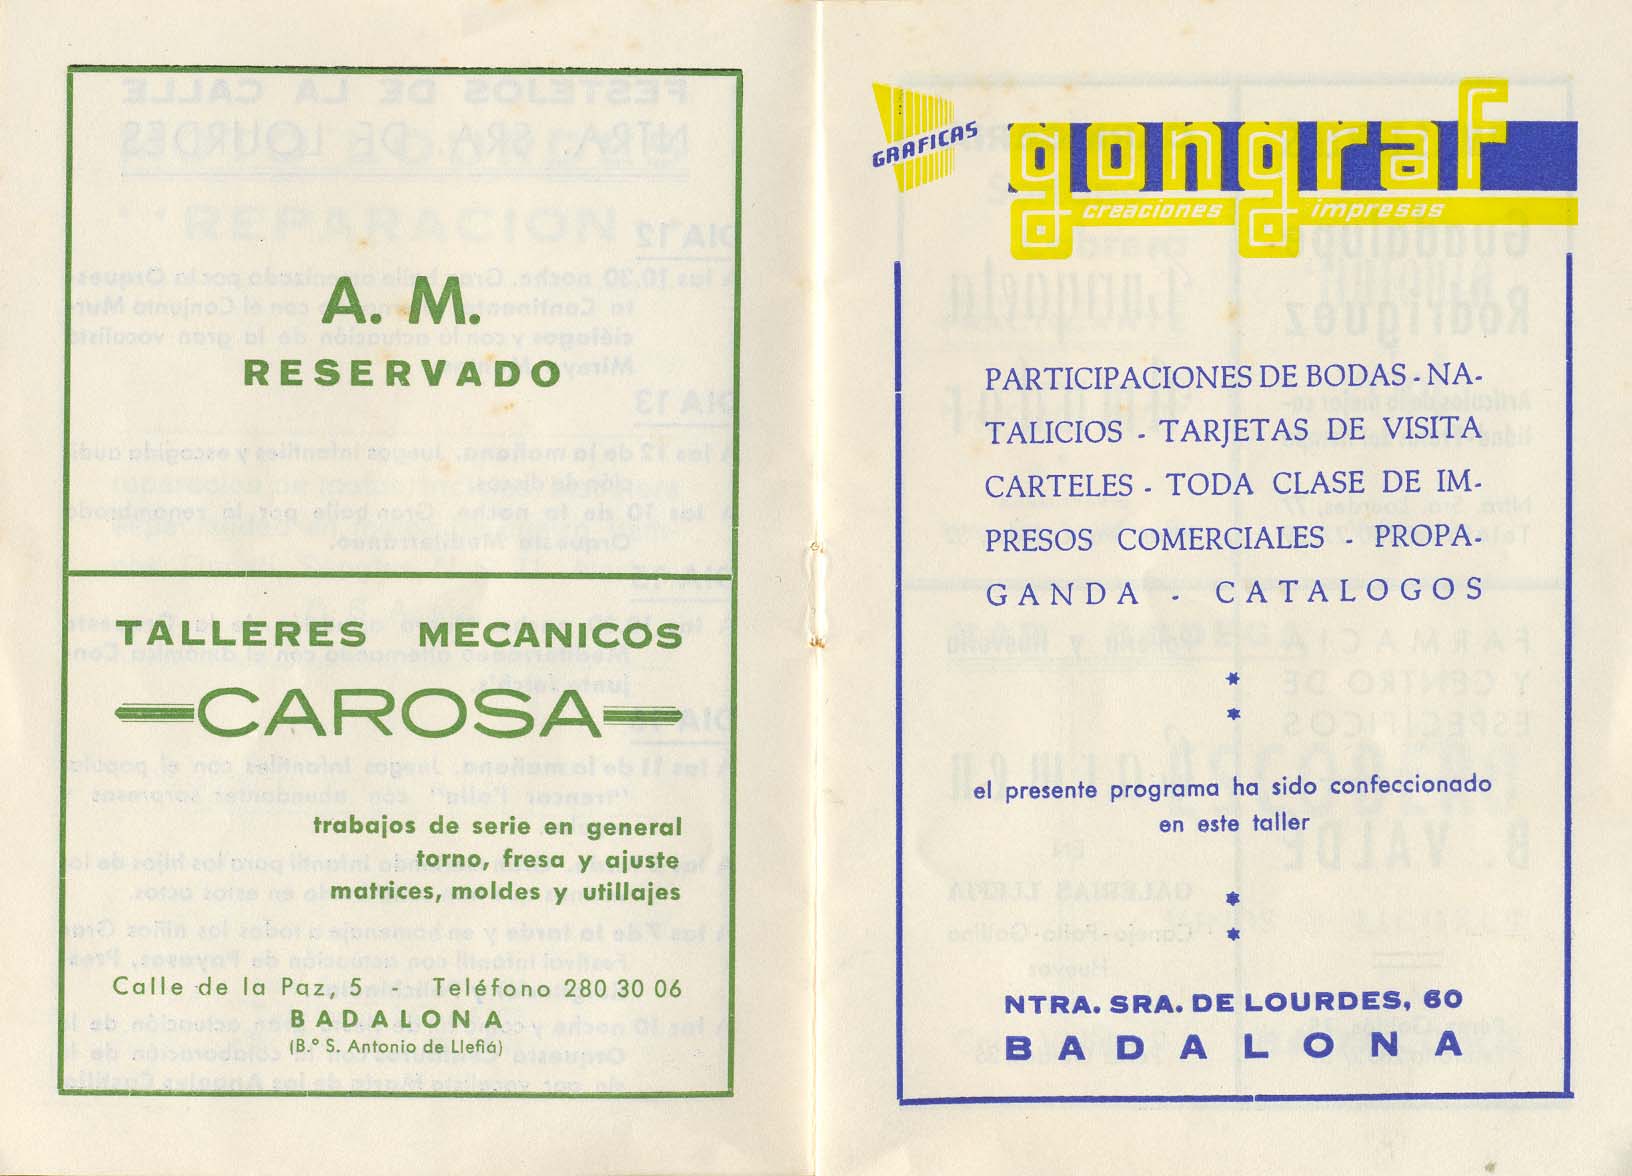 A. M.
RESERVADO
TALLERES MECANICOS
CAROSA
trabajos de serie en general
torno, fresa y ajuste
matrices, moldes y utillajes
Calle de la Paz, 5 - Teléfono 280 30 06
BADALONA
(B.º S. Antonio de Llefiá)
GRAFICAS
gongraf
creaciones impresas
PARTICIPACIONES DE BODAS - NA-
TALICIOS - TARJETAS DE VISITA
CARTELES - TODA CLASE DE IM-
PRESOS COMERCIALES - PROPA-
GANDA - CATALOGOS
*
*
el presente programa ha sido confeccionado
en este taller
*
*
NTRA. SRA. DE LOURDES, 60
BADALONA